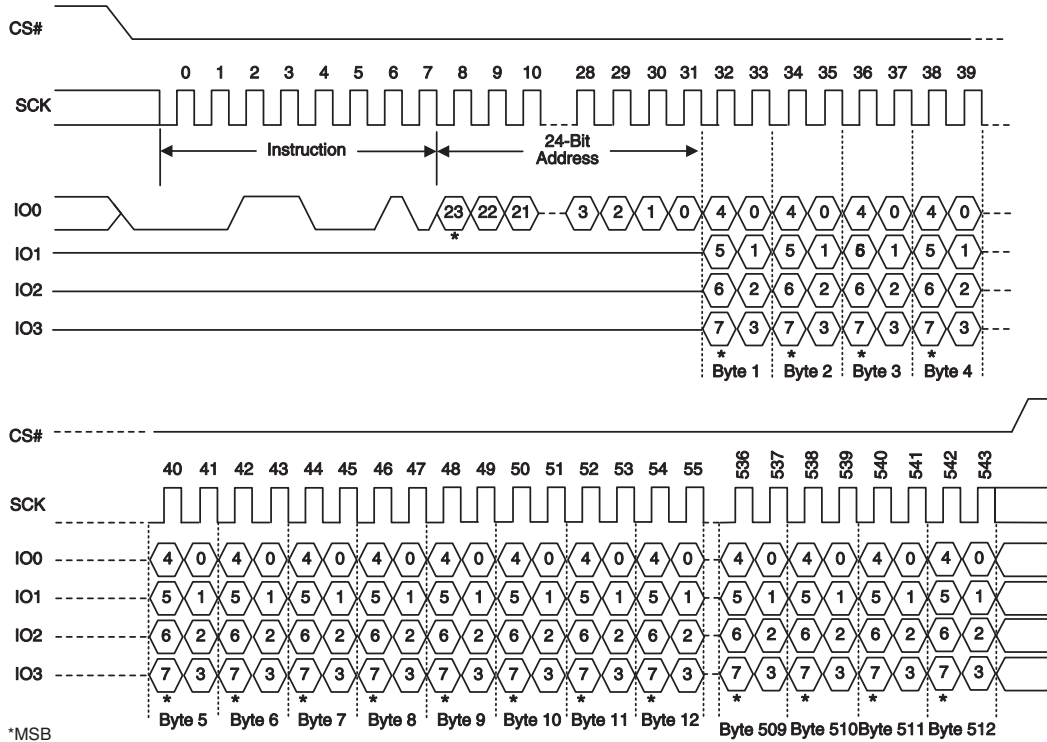 CS#
0 1 2 3 4 5 6 7 8 9 10 28 29 30 31 32 33 34 35 36 37 38 39
SCK
Instruction
24-Bit
Address
IO0 23 22 21 3 2 1 0 4 0 4 0 4 0 4 0
*
IO1 5 1 5 1 6 1 5 1
IO2 6 2 6 2 6 2 6 2
IO3 7 3 7 3 7 3 7 3
* * * *
Byte 1 Byte 2 Byte 3 Byte 4
CS#
40 41 42 43 44 45 46 47 48 49 50 51 52 53 54 55 536 537 538 539 540 541 542 543
SCK
IO0 4 0 4 0 4 0 4 0 4 0 4 0 4 0 4 0 4 0 4 0 4 0 4 0
IO1 5 1 5 1 5 1 5 1 5 1 5 1 5 1 5 1 5 1 5 1 5 1 5 1
IO2 6 2 6 2 6 2 6 2 6 2 6 2 6 2 6 2 6 2 6 2 6 2 6 2
IO3 7 3 7 3 7 3 7 3 7 3 7 3 7 3 7 3 7 3 7 3 7 3 7 3
* * * * * * * * * * * *
Byte 5 Byte 6 Byte 7 Byte 8 Byte 9 Byte 10 Byte 11 Byte 12 Byte 509 Byte 510 Byte 511 Byte 512
*MSB